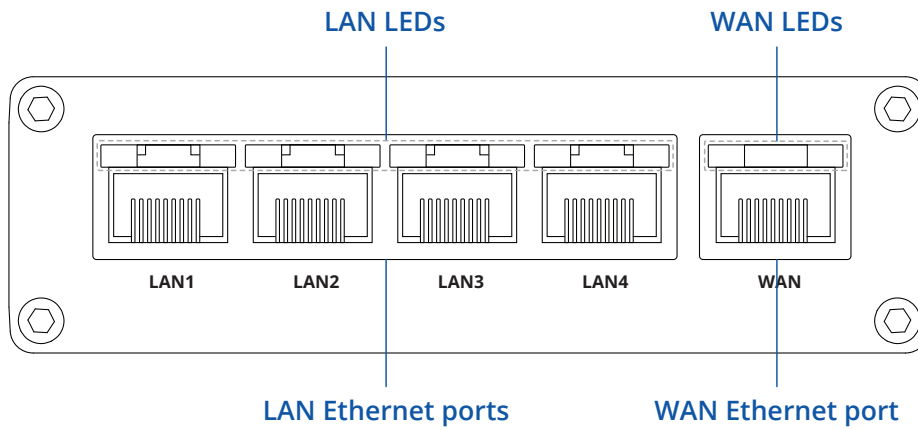 LAN LEDs WAN LEDs
LAN1 LAN2 LAN3 LAN4 WAN
LAN Ethernet ports WAN Ethernet port